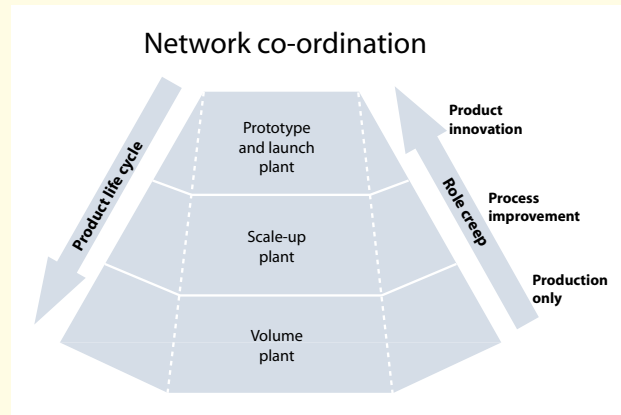 Network co-ordination
Product life cycle
Prototype
and launch
plant
Scale-up
plant
Volume
plant
Role creep
Product
innovation
Process
improvement
Production
only